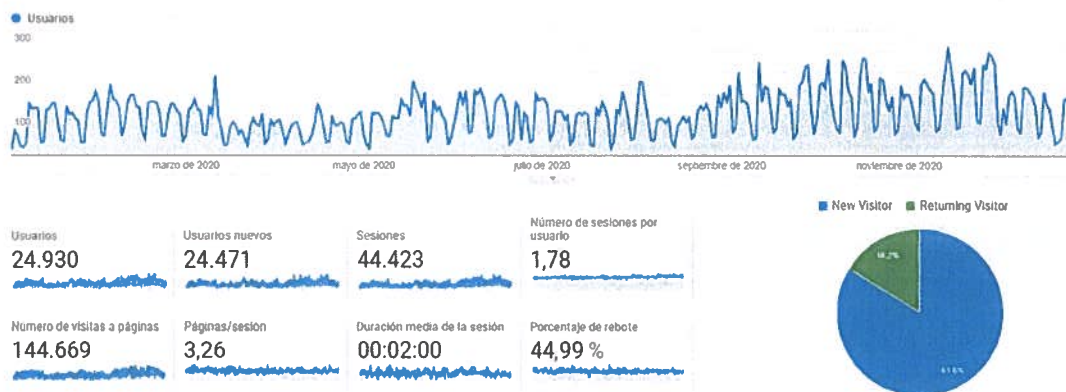 Usuarios
300
200
100
marzo de 2020
mayo de 2020
julio de 2020
septiembre de 2020
noviembre de 2020
New Visitor
Returning Visitor
Usuarios
24.930
Usuarios nuevos
24.471
Sesiones
44.423
Número de sesiones por
usuario
1,78
Número de visitas a páginas
144.669
Páginas/sesión
3,26
Duración media de la sesión
00:02:00
Porcentaje de rebote
44,99 %